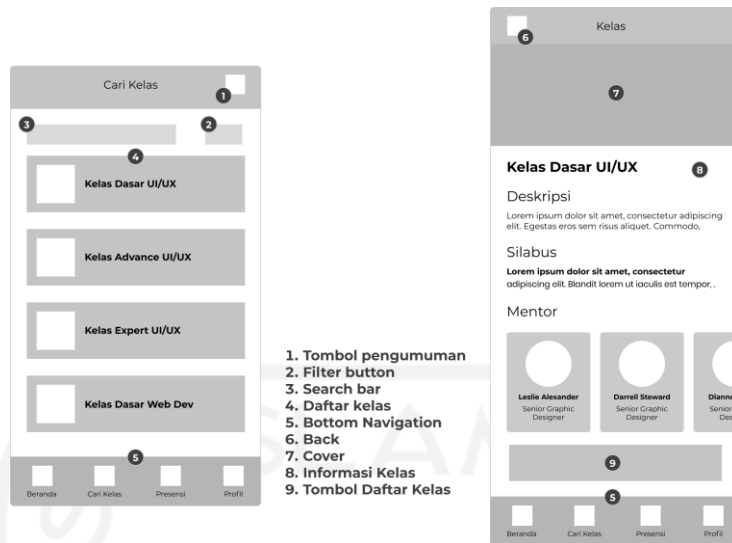 Cari Kelas
1
3
2
4
Kelas Dasar UI/UX
Kelas Advance UI/UX
Kelas Expert UI/UX
Kelas Dasar Web Dev
5
Beranda
Cari Kelas
Presensi
Profil
1. Tombol pengumuman
2. Filter button
3. Search bar
4. Daftar kelas
5. Bottom Navigation
6. Back
7. Cover
8. Informasi Kelas
9. Tombol Daftar Kelas
6
Kelas
7
Kelas Dasar UI/UX
8
Deskripsi
Lorem ipsum dolor sit amet, consectetur adipiscing
elit. Egestas eros sem risus aliquet. Commodo,
Silabus
Lorem ipsum dolor sit amet, consectetur
adipiscing elit. Blandit lorem ut iaculis est tempor, .
Mentor
Leslie Alexander
Senior Graphic
Designer
Darrell Steward
Senior Graphic
Designer
Dianne
Senior
Des
9
5
Beranda
Cari Kelas
Presensi
Profil